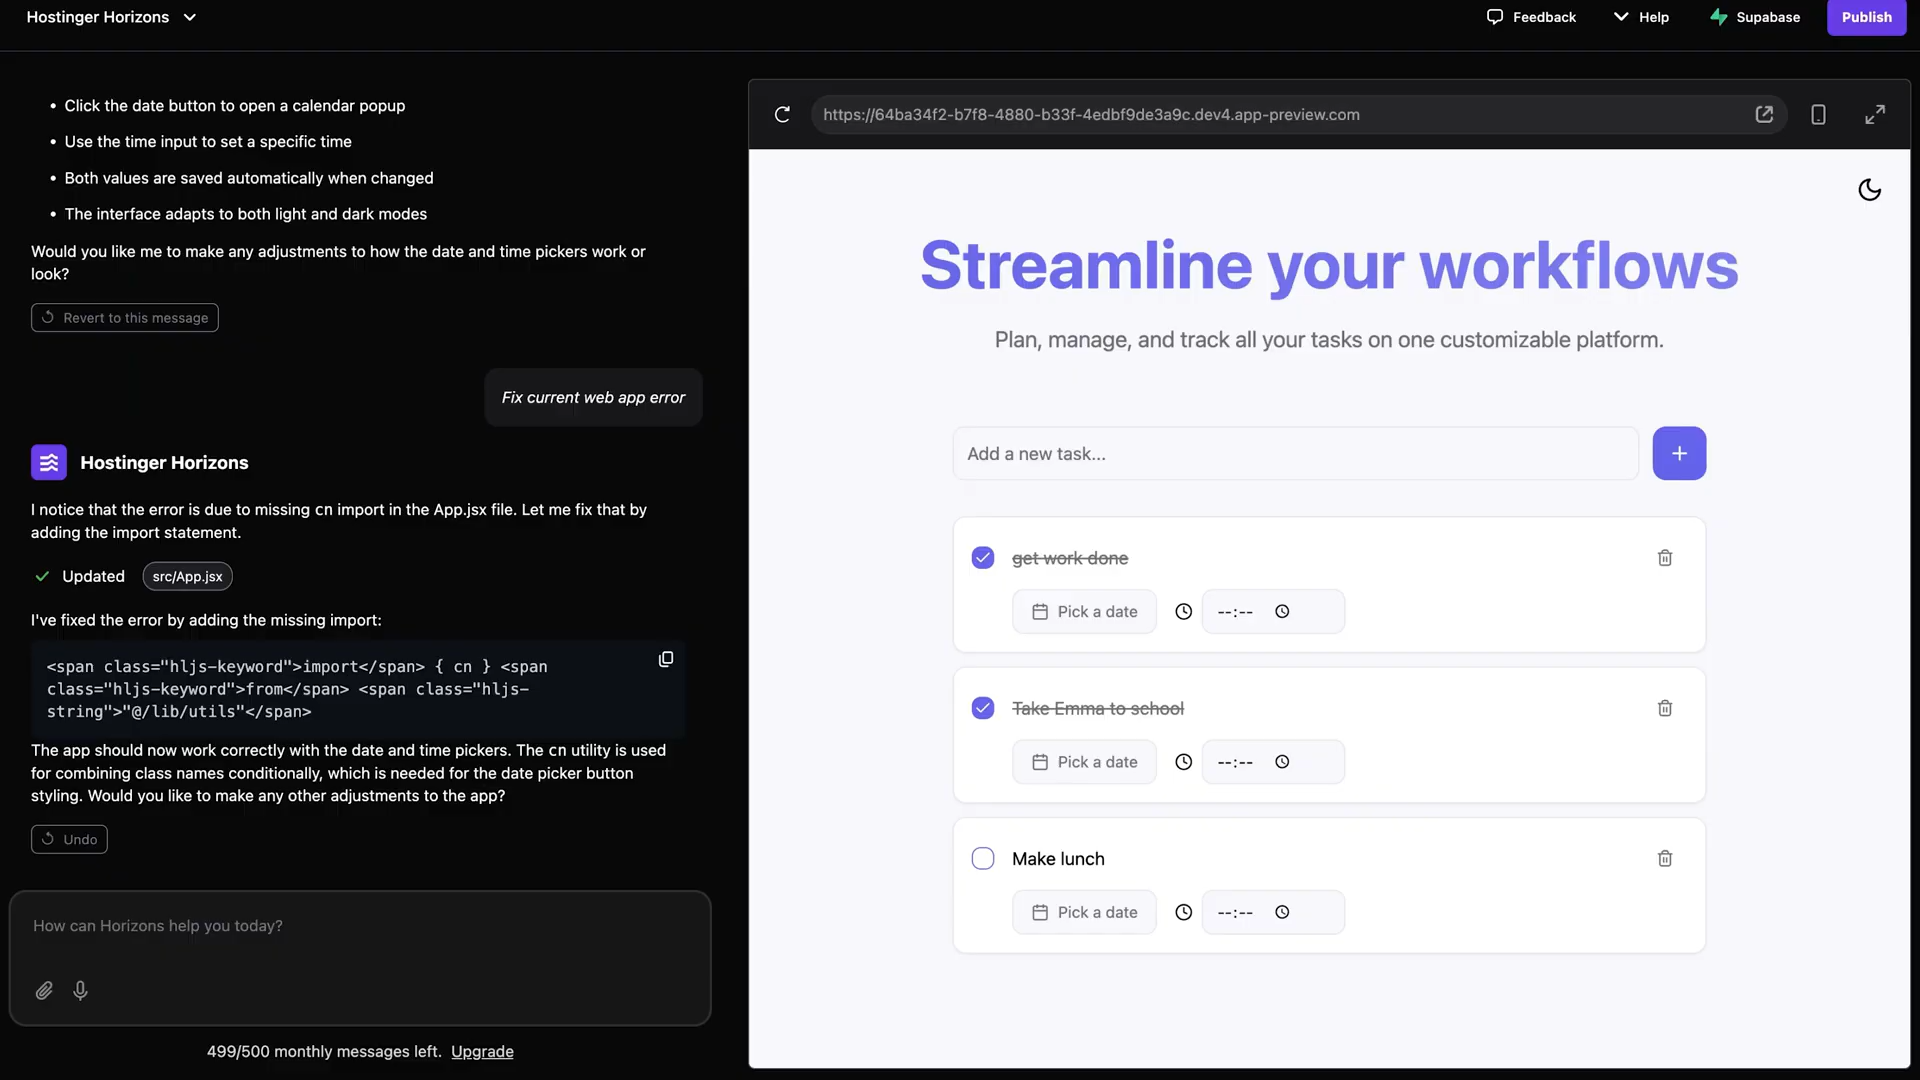 Hostinger Horizons
Feedback
Help
Supabase
Publish
• Click the date button to open a calendar popup
• Use the time input to set a specific time
• Both values are saved automatically when changed
• The interface adapts to both light and dark modes
Would you like me to make any adjustments to how the date and time pickers work or
look?
Revert to this message
Fix current web app error
Hostinger Horizons
I notice that the error is due to missing cn import in the App.jsx file. Let me fix that by
adding the import statement.
Updated src/App.jsx
I've fixed the error by adding the missing import:
<span class="hljs-keyword">import</span> { cn } <span
class="hljs-keyword">from</span> <span class="hljs-
string">"@/lib/utils"</span>
The app should now work correctly with the date and time pickers. The cn utility is used
for combining class names conditionally, which is needed for the date picker button
styling. Would you like to make any other adjustments to the app?
Undo
How can Horizons help you today?
499/500 monthly messages left. Upgrade
https://64ba34f2-b7f8-4880-b33f-4edbf9de3a9c.dev4.app-preview.com
Streamline your workflows
Plan, manage, and track all your tasks on one customizable platform.
Add a new task...
+
get work done
Pick a date --:--
Take Emma to school
Pick a date --:--
Make lunch
Pick a date --:--